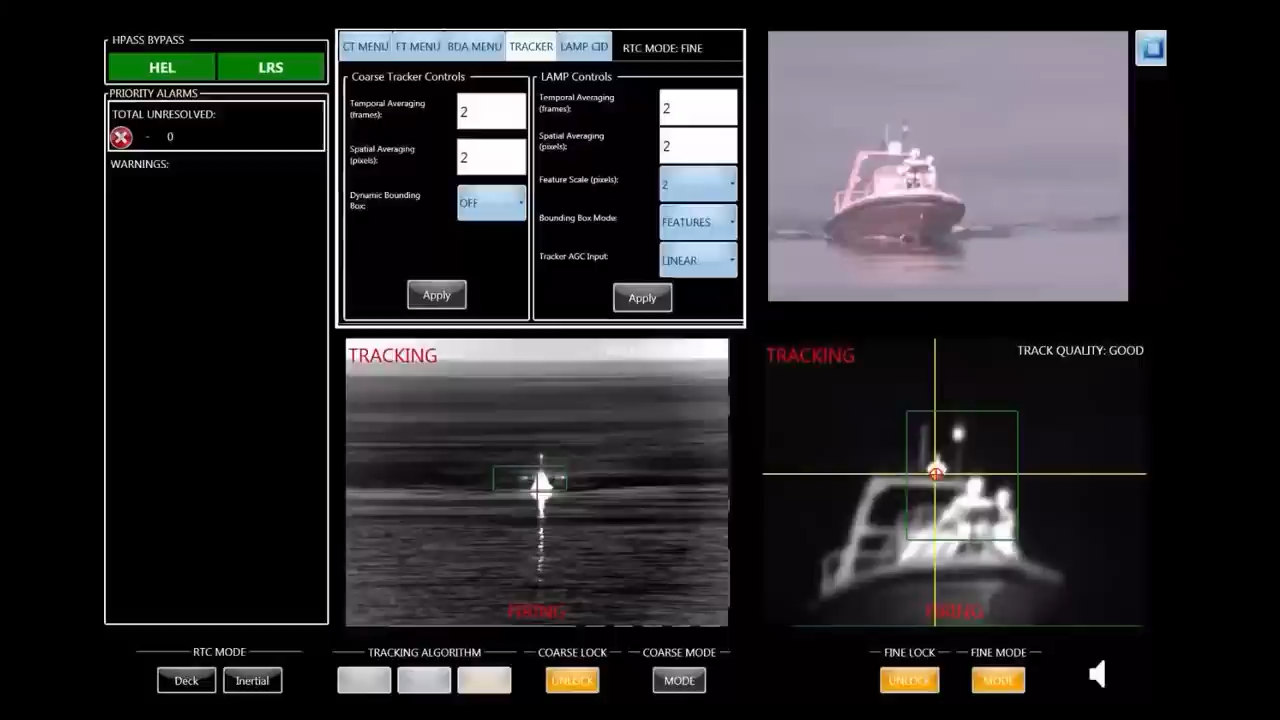 HPASS BYPASS
HEL
LRS
PRIORITY ALARMS
TOTAL UNRESOLVED:
- 0
WARNINGS:
CT MENU
FT MENU
BDA MENU
TRACKER
LAMP CID
RTC MODE: FINE
Coarse Tracker Controls
Temporal Averaging
(frames):
2
Spatial Averaging
(pixels):
2
Dynamic Bounding
Box:
OFF
Apply
LAMP Controls
Temporal Averaging
(frames):
2
Spatial Averaging
(pixels):
2
Feature Scale (pixels):
2
Bounding Box Mode:
FEATURES
Tracker AGC Input:
LINEAR
Apply
TRACKING
FIRING
TRACKING
TRACK QUALITY: GOOD
FIRING
RTC MODE
Deck
Inertial
TRACKING ALGORITHM
COARSE LOCK
UNLOCK
COARSE MODE
MODE
FINE LOCK
UNLOCK
FINE MODE
MODE